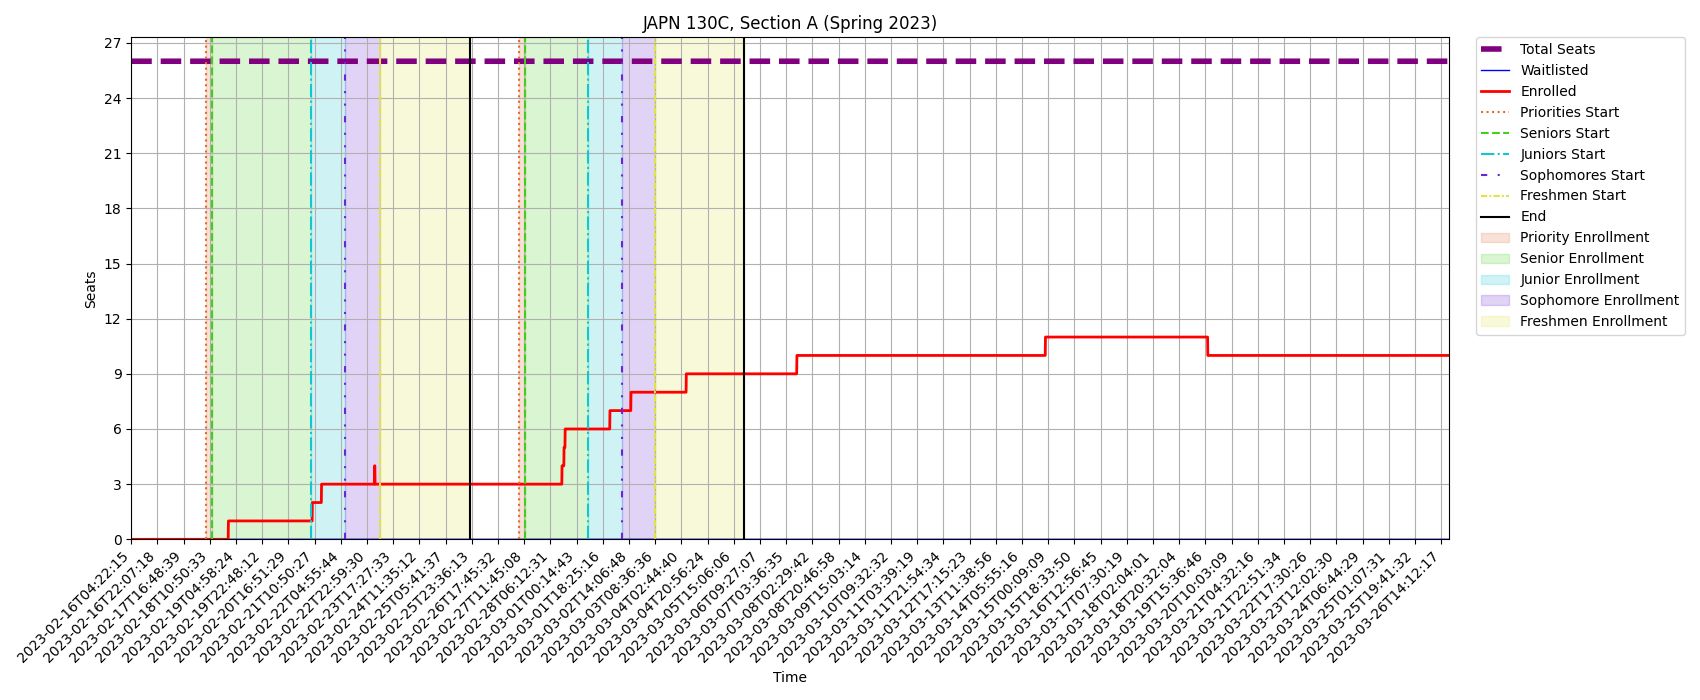 JAPN 130C, Section A (Spring 2023)
27
24
21
18
15
12
9
6
3
0
Seats
2023-02-16T04:22:15
2023-02-16T22:07:18
2023-02-17T16:48:39
2023-02-18T10:50:33
2023-02-19T04:58:24
2023-02-19T22:48:12
2023-02-20T16:51:29
2023-02-21T10:50:27
2023-02-22T04:55:44
2023-02-22T22:59:30
2023-02-23T17:27:33
2023-02-24T11:35:12
2023-02-25T05:41:37
2023-02-25T23:36:13
2023-02-26T17:45:32
2023-02-27T11:45:08
2023-02-28T06:12:31
2023-03-01T00:14:43
2023-03-01T18:25:16
2023-03-02T14:06:48
2023-03-03T08:36:36
2023-03-04T02:44:40
2023-03-04T20:56:24
2023-03-05T15:06:06
2023-03-06T09:27:07
2023-03-07T03:36:35
2023-03-08T02:29:42
2023-03-08T20:46:58
2023-03-09T15:03:14
2023-03-10T09:32:32
2023-03-11T03:39:19
2023-03-11T21:54:34
2023-03-12T17:15:23
2023-03-13T11:38:56
2023-03-14T05:55:16
2023-03-15T00:09:09
2023-03-15T18:33:50
2023-03-16T12:56:45
2023-03-17T07:30:19
2023-03-18T02:04:01
2023-03-18T20:32:04
2023-03-19T15:36:46
2023-03-20T10:03:09
2023-03-21T04:32:16
2023-03-21T22:51:34
2023-03-22T17:30:26
2023-03-23T12:02:30
2023-03-24T06:44:29
2023-03-25T01:07:31
2023-03-25T19:41:32
2023-03-26T14:12:17
Time
Total Seats
Waitlisted
Enrolled
Priorities Start
Seniors Start
Juniors Start
Sophomores Start
Freshmen Start
End
Priority Enrollment
Senior Enrollment
Junior Enrollment
Sophomore Enrollment
Freshmen Enrollment